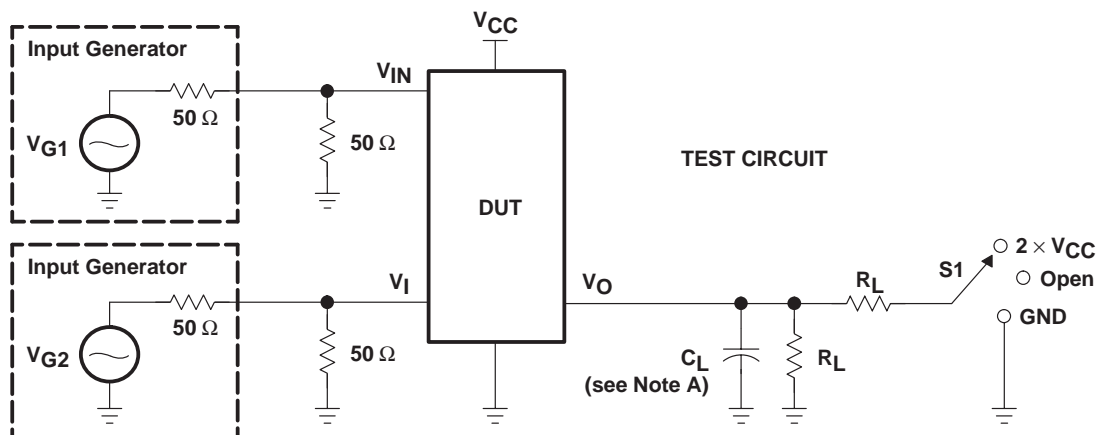 V_CC
Input Generator
V_IN
50 Ω
V_G1
50 Ω
TEST CIRCUIT
DUT
Input Generator
V_I
V_O
50 Ω
V_G2
50 Ω
C_L
(see Note A)
R_L
R_L
S1
2 × V_CC
Open
GND